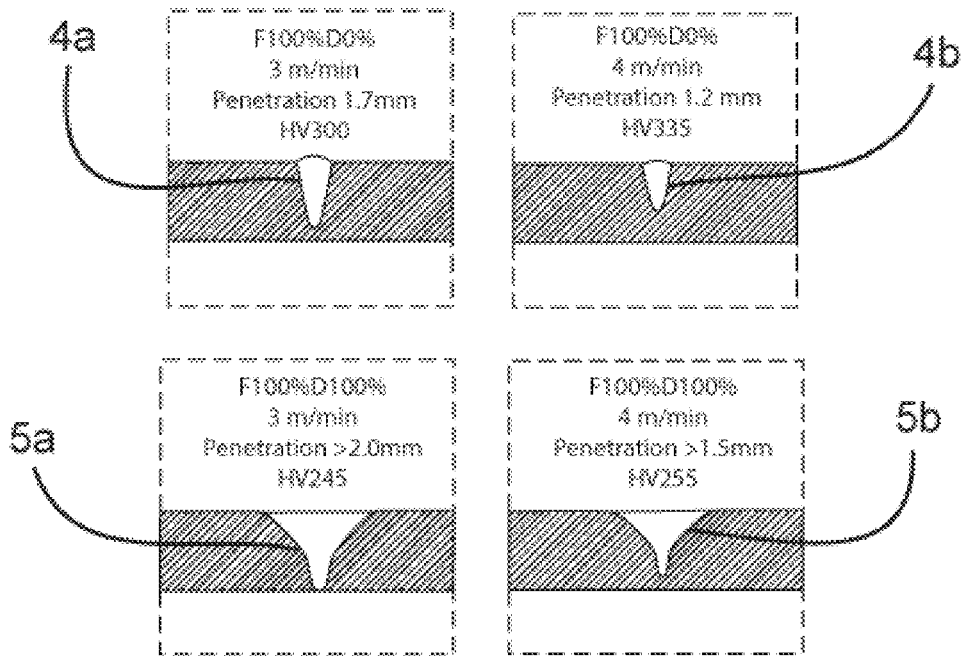 4a
F100%D0%
3 m/min
Penetration 1.7mm
HV300
F100%D0%
4 m/min
Penetration 1.2 mm
HV335
4b
5a
F100%D100%
3 m/min
Penetration >2.0mm
HV245
F100%D100%
4 m/min
Penetration >1.5mm
HV255
5b